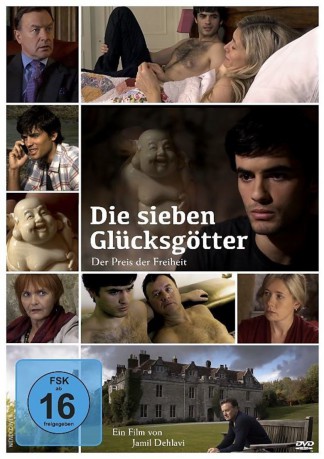 Die sieben
Glücksgötter
Der Preis der Freiheit
FSK
ab
16
freigegeben
Ein Film von
Jamil Dehlavi
DVD